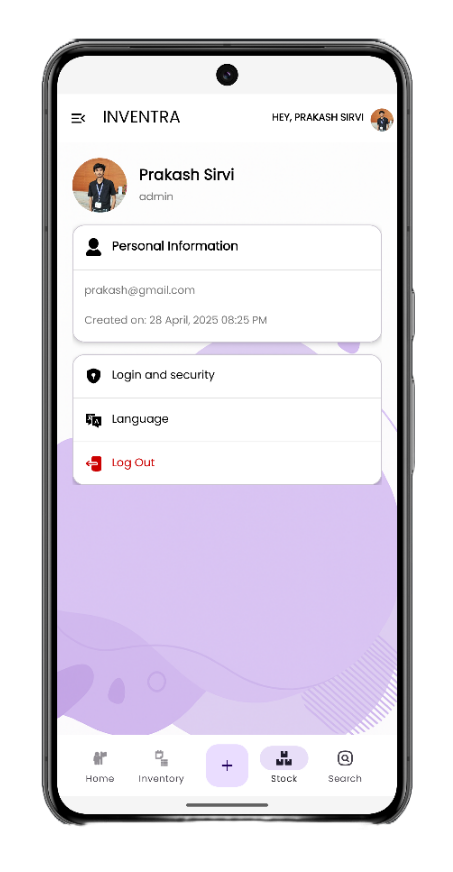 INVENTRA
HEY, PRAKASH SIRVI
Prakash Sirvi
admin
Personal Information
prakash@gmail.com
Created on: 28 April, 2025 08:25 PM
Login and security
Language
Log Out
+
Home Inventory Stock Search